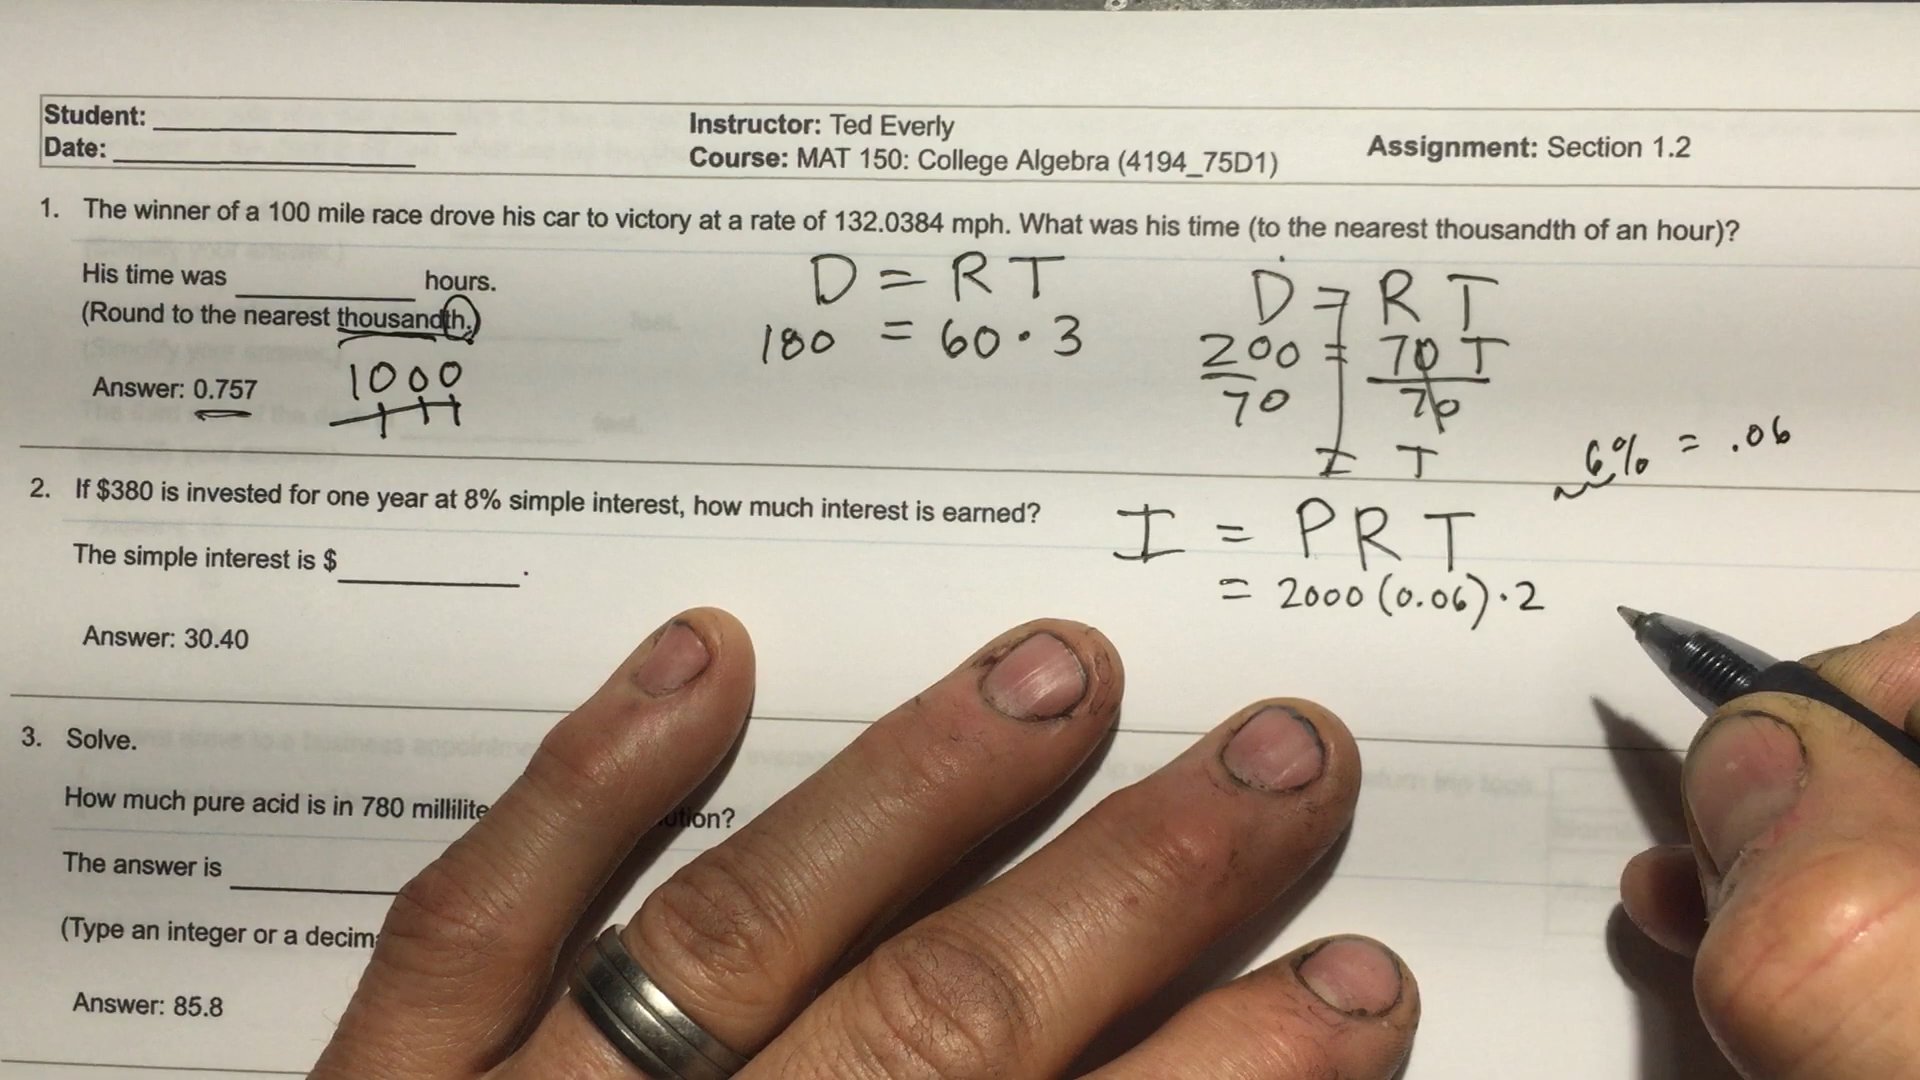 Student:
Date:
Instructor: Ted Everly
Course: MAT 150: College Algebra (4194_75D1)
Assignment: Section 1.2
1. The winner of a 100 mile race drove his car to victory at a rate of 132.0384 mph. What was his time (to the nearest thousandth of an hour)?
His time was hours.
(Round to the nearest thousandth.)
1000
Answer: 0.757
D = RT
180 = 60 · 3
D = RT
200 = 70 T
70 70
= T
6% = .06
2. If $380 is invested for one year at 8% simple interest, how much interest is earned?
The simple interest is $ .
Answer: 30.40
I = PRT
= 2000 (0.06) · 2
3. Solve.
How much pure acid is in 780
The answer is
(Type an integer or a
Answer: 85.8